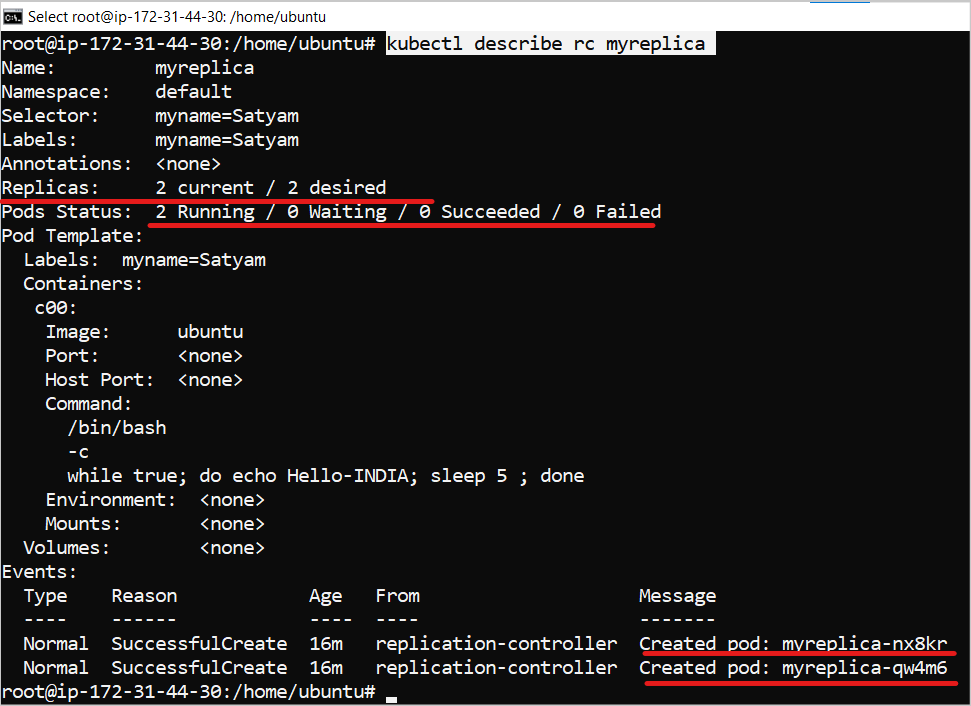 Select root@ip-172-31-44-30: /home/ubuntu
root@ip-172-31-44-30:/home/ubuntu# kubectl describe rc myreplica
Name:         myreplica
Namespace:    default
Selector:     myname=Satyam
Labels:       myname=Satyam
Annotations:  <none>
Replicas:     2 current / 2 desired
Pods Status:  2 Running / 0 Waiting / 0 Succeeded / 0 Failed
Pod Template:
  Labels:  myname=Satyam
  Containers:
   c00:
    Image:      ubuntu
    Port:       <none>
    Host Port:  <none>
    Command:
      /bin/bash
      -c
      while true; do echo Hello-INDIA; sleep 5 ; done
    Environment:  <none>
    Mounts:       <none>
  Volumes:        <none>
Events:
  Type    Reason            Age   From                    Message
  ----    ------            ----  ----                    -------
  Normal  SuccessfulCreate  16m   replication-controller  Created pod: myreplica-nx8kr
  Normal  SuccessfulCreate  16m   replication-controller  Created pod: myreplica-qw4m6
root@ip-172-31-44-30:/home/ubuntu#